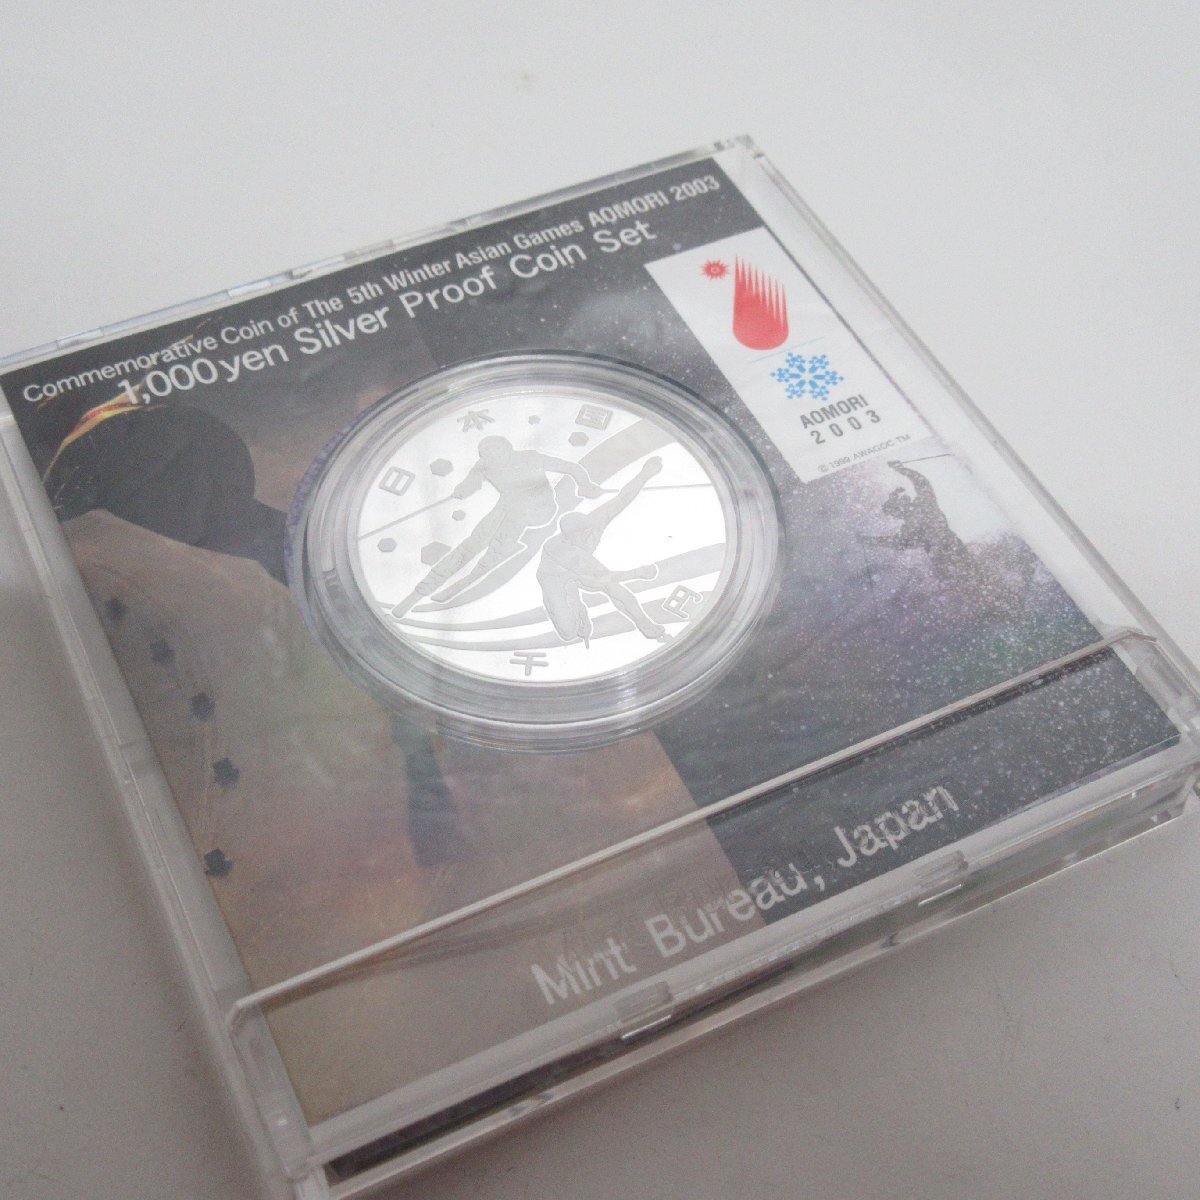 Commemorative Coin of The 5th Winter Asian Games AOMORI 2003
1,000yen Silver Proof Coin Set
AOMORI
2003
© 1999 AWAGOC TM
日本国
千円
Mint Bureau, Japan